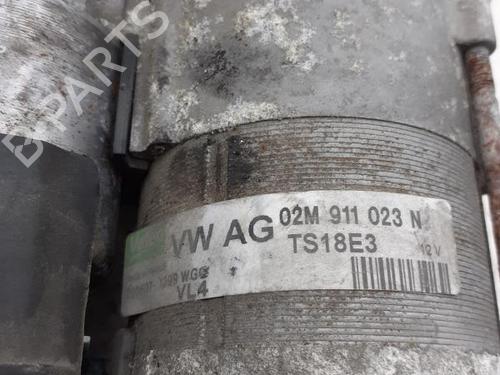 B-PARTS
VW AG 02M 911 023 N
TS18E3
12V
VL4